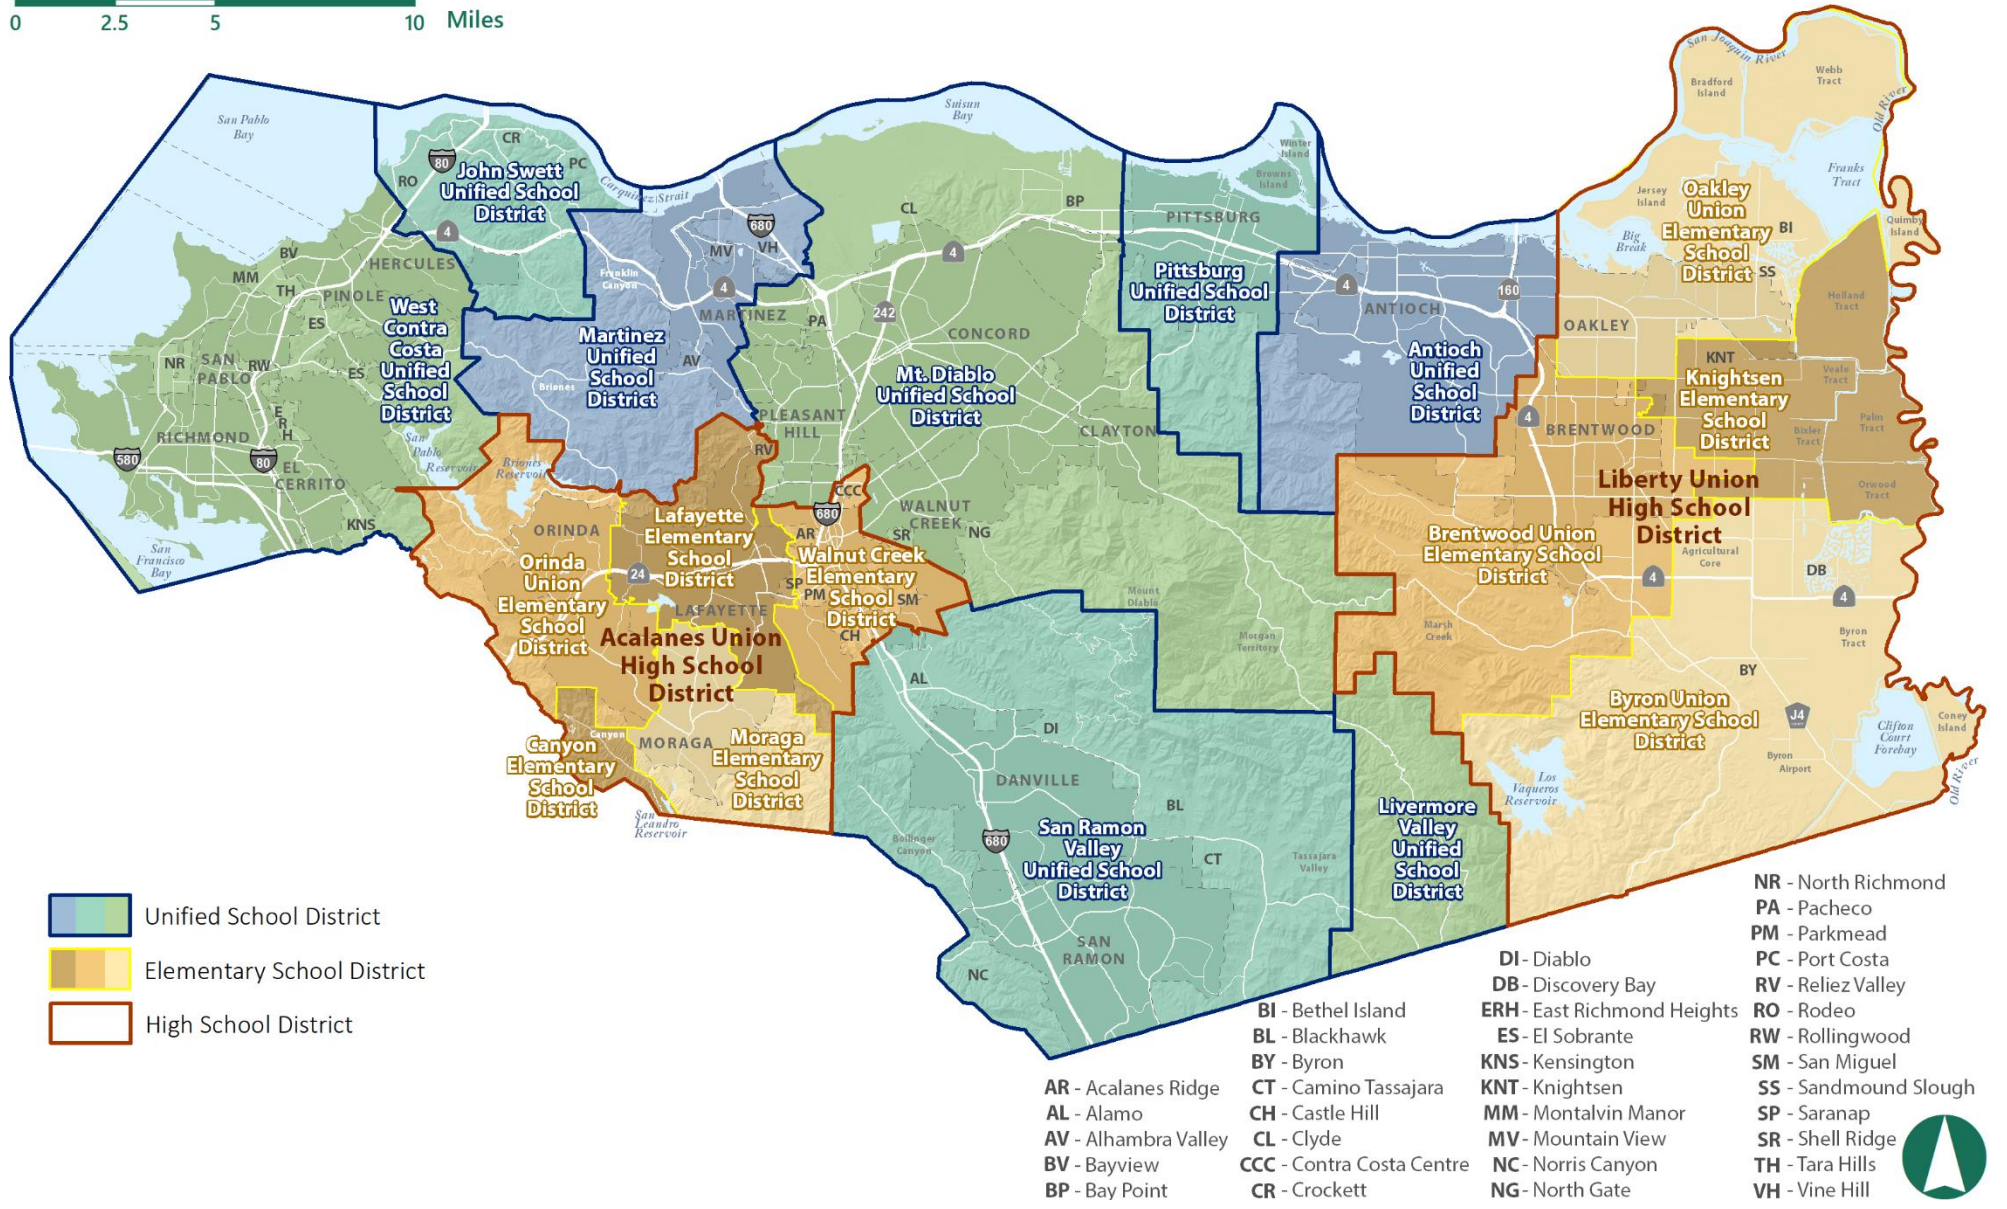 0 2.5 5 10 Miles
San Joaquin River
Bradford
Island
Webb
Tract
Old River
San Pablo
Bay
Suisun
Bay
CR
80
PC
RO
John Swett
Unified School
District
Carquinez Strait
4
680
VH
MV
CL
BP
4
Winter
Island
Browns
Island
PITTSBURG
Jersey
Island
Oakley
Union
Elementary
School
District
BI
SS
Franks
Tract
Quimby
Island
Big
Break
BV
HERCULES
MM
TH
PINOLE
ES
Franklin
Canyon
4
MARTINEZ
PA
242
CONCORD
Pittsburg
Unified School
District
4
ANTIOCH
160
OAKLEY
Holland
Tract
West
Contra
Costa
Unified
School
District
Martinez
Unified
School
District
AV
Briones
NR
SAN
PABLO
RW
ES
E
R
H
RICHMOND
580
80
EL
CERRITO
KNS
San
Pablo
Reservoir
San
Francisco
Bay
Mt. Diablo
Unified School
District
PLEASANT
HILL
CLAYTON
RV
CCC
680
WALNUT
CREEK
AR
SR
NG
Antioch
Unified
School
District
4
BRENTWOOD
KNT
Knightsen
Elementary
School
District
Veale
Tract
Palm
Tract
Bixler
Tract
Orwood
Tract
Liberty Union
High School
District
Brentwood Union
Elementary School
District
Agricultural
Core
4
DB
4
Byron
Tract
Briones
Reservoir
ORINDA
Orinda
Union
Elementary
School
District
24
Lafayette
Elementary
School
District
LAFAYETTE
Walnut Creek
Elementary
School
District
SP
PM
SM
CH
Acalanes Union
High School
District
Mount
Diablo
Morgan
Territory
Marsh
Creek
BY
Byron Union
Elementary School
District
J4
Byron
Airport
Clifton
Court
Forebay
Coney
Island
Old River
Los
Vaqueros
Reservoir
Canyon
Canyon
Elementary
School
District
MORAGA
Moraga
Elementary
School
District
San
Leandro
Reservoir
AL
DI
DANVILLE
BL
680
San Ramon
Valley
Unified School
District
Bollinger
Canyon
CT
Tassajara
Valley
SAN
RAMON
NC
Livermore
Valley
Unified
School
District
Unified School District
Elementary School District
High School District
AR - Acalanes Ridge
AL - Alamo
AV - Alhambra Valley
BV - Bayview
BP - Bay Point
BI - Bethel Island
BL - Blackhawk
BY - Byron
CT - Camino Tassajara
CH - Castle Hill
CL - Clyde
CCC - Contra Costa Centre
CR - Crockett
DI - Diablo
DB - Discovery Bay
ERH - East Richmond Heights
ES - El Sobrante
KNS - Kensington
KNT - Knightsen
MM - Montalvin Manor
MV - Mountain View
NC - Norris Canyon
NG - North Gate
NR - North Richmond
PA - Pacheco
PM - Parkmead
PC - Port Costa
RV - Reliez Valley
RO - Rodeo
RW - Rollingwood
SM - San Miguel
SS - Sandmound Slough
SP - Saranap
SR - Shell Ridge
TH - Tara Hills
VH - Vine Hill